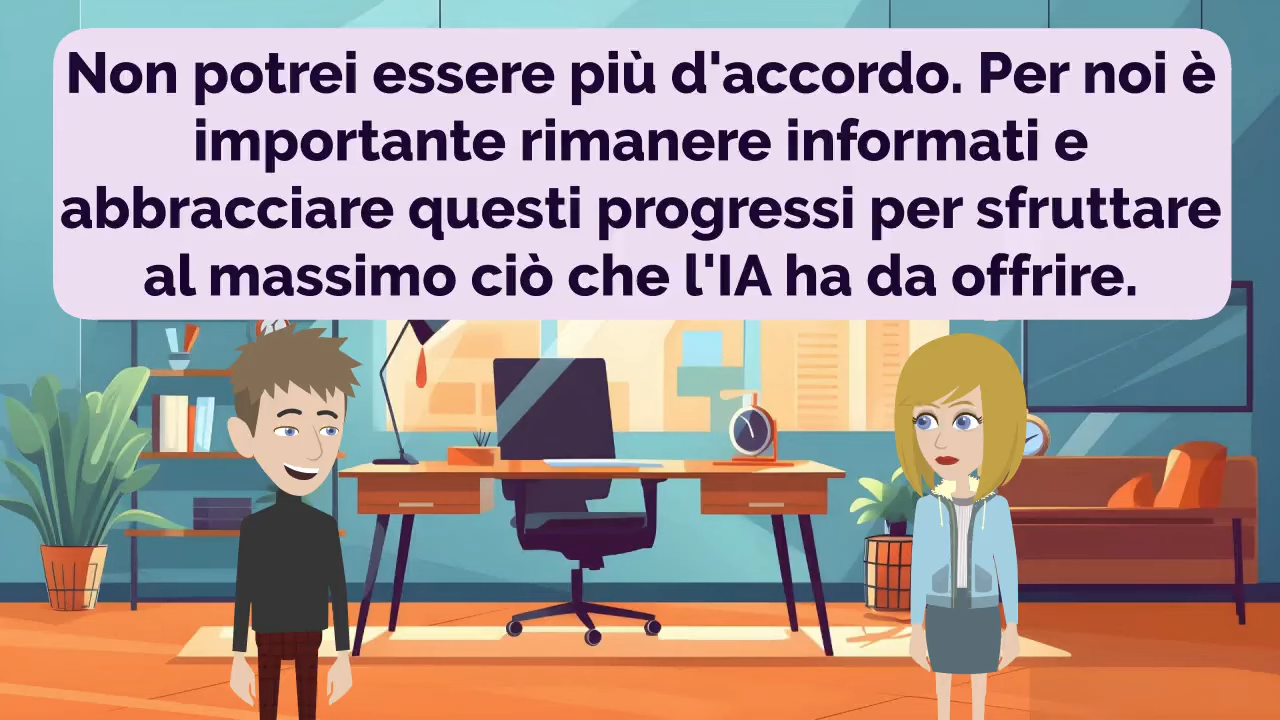 Non potrei essere più d'accordo. Per noi è
importante rimanere informati e
abbracciare questi progressi per sfruttare
al massimo ciò che l'IA ha da offrire.